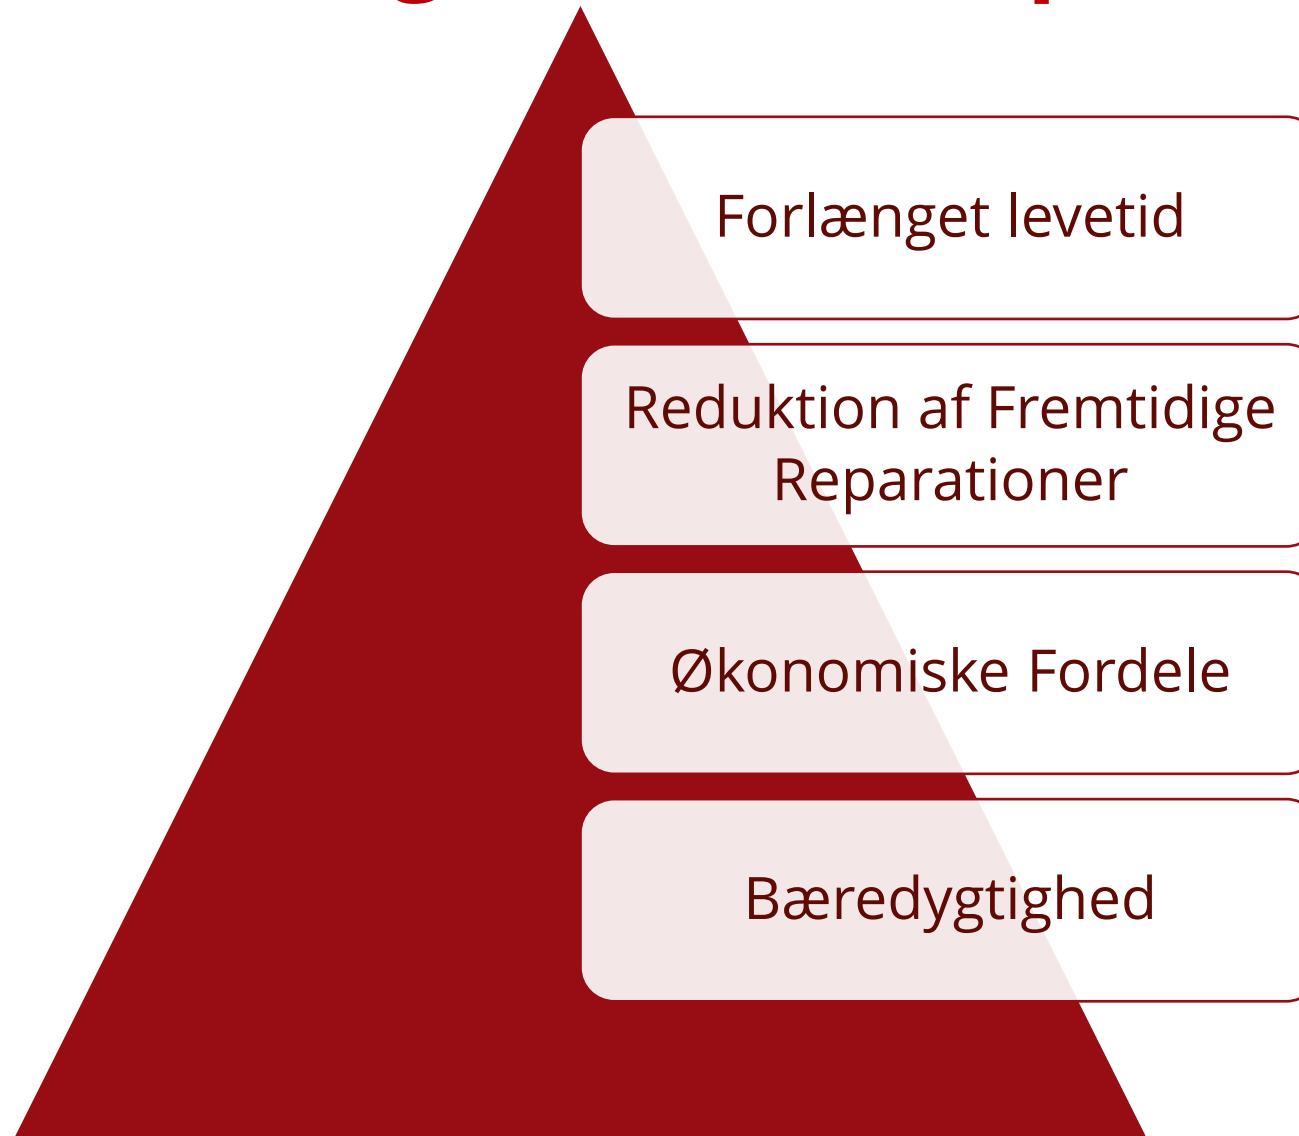 Forlænget levetid
Reduktion af Fremtidige
Reparationer
Økonomiske Fordele
Bæredygtighed